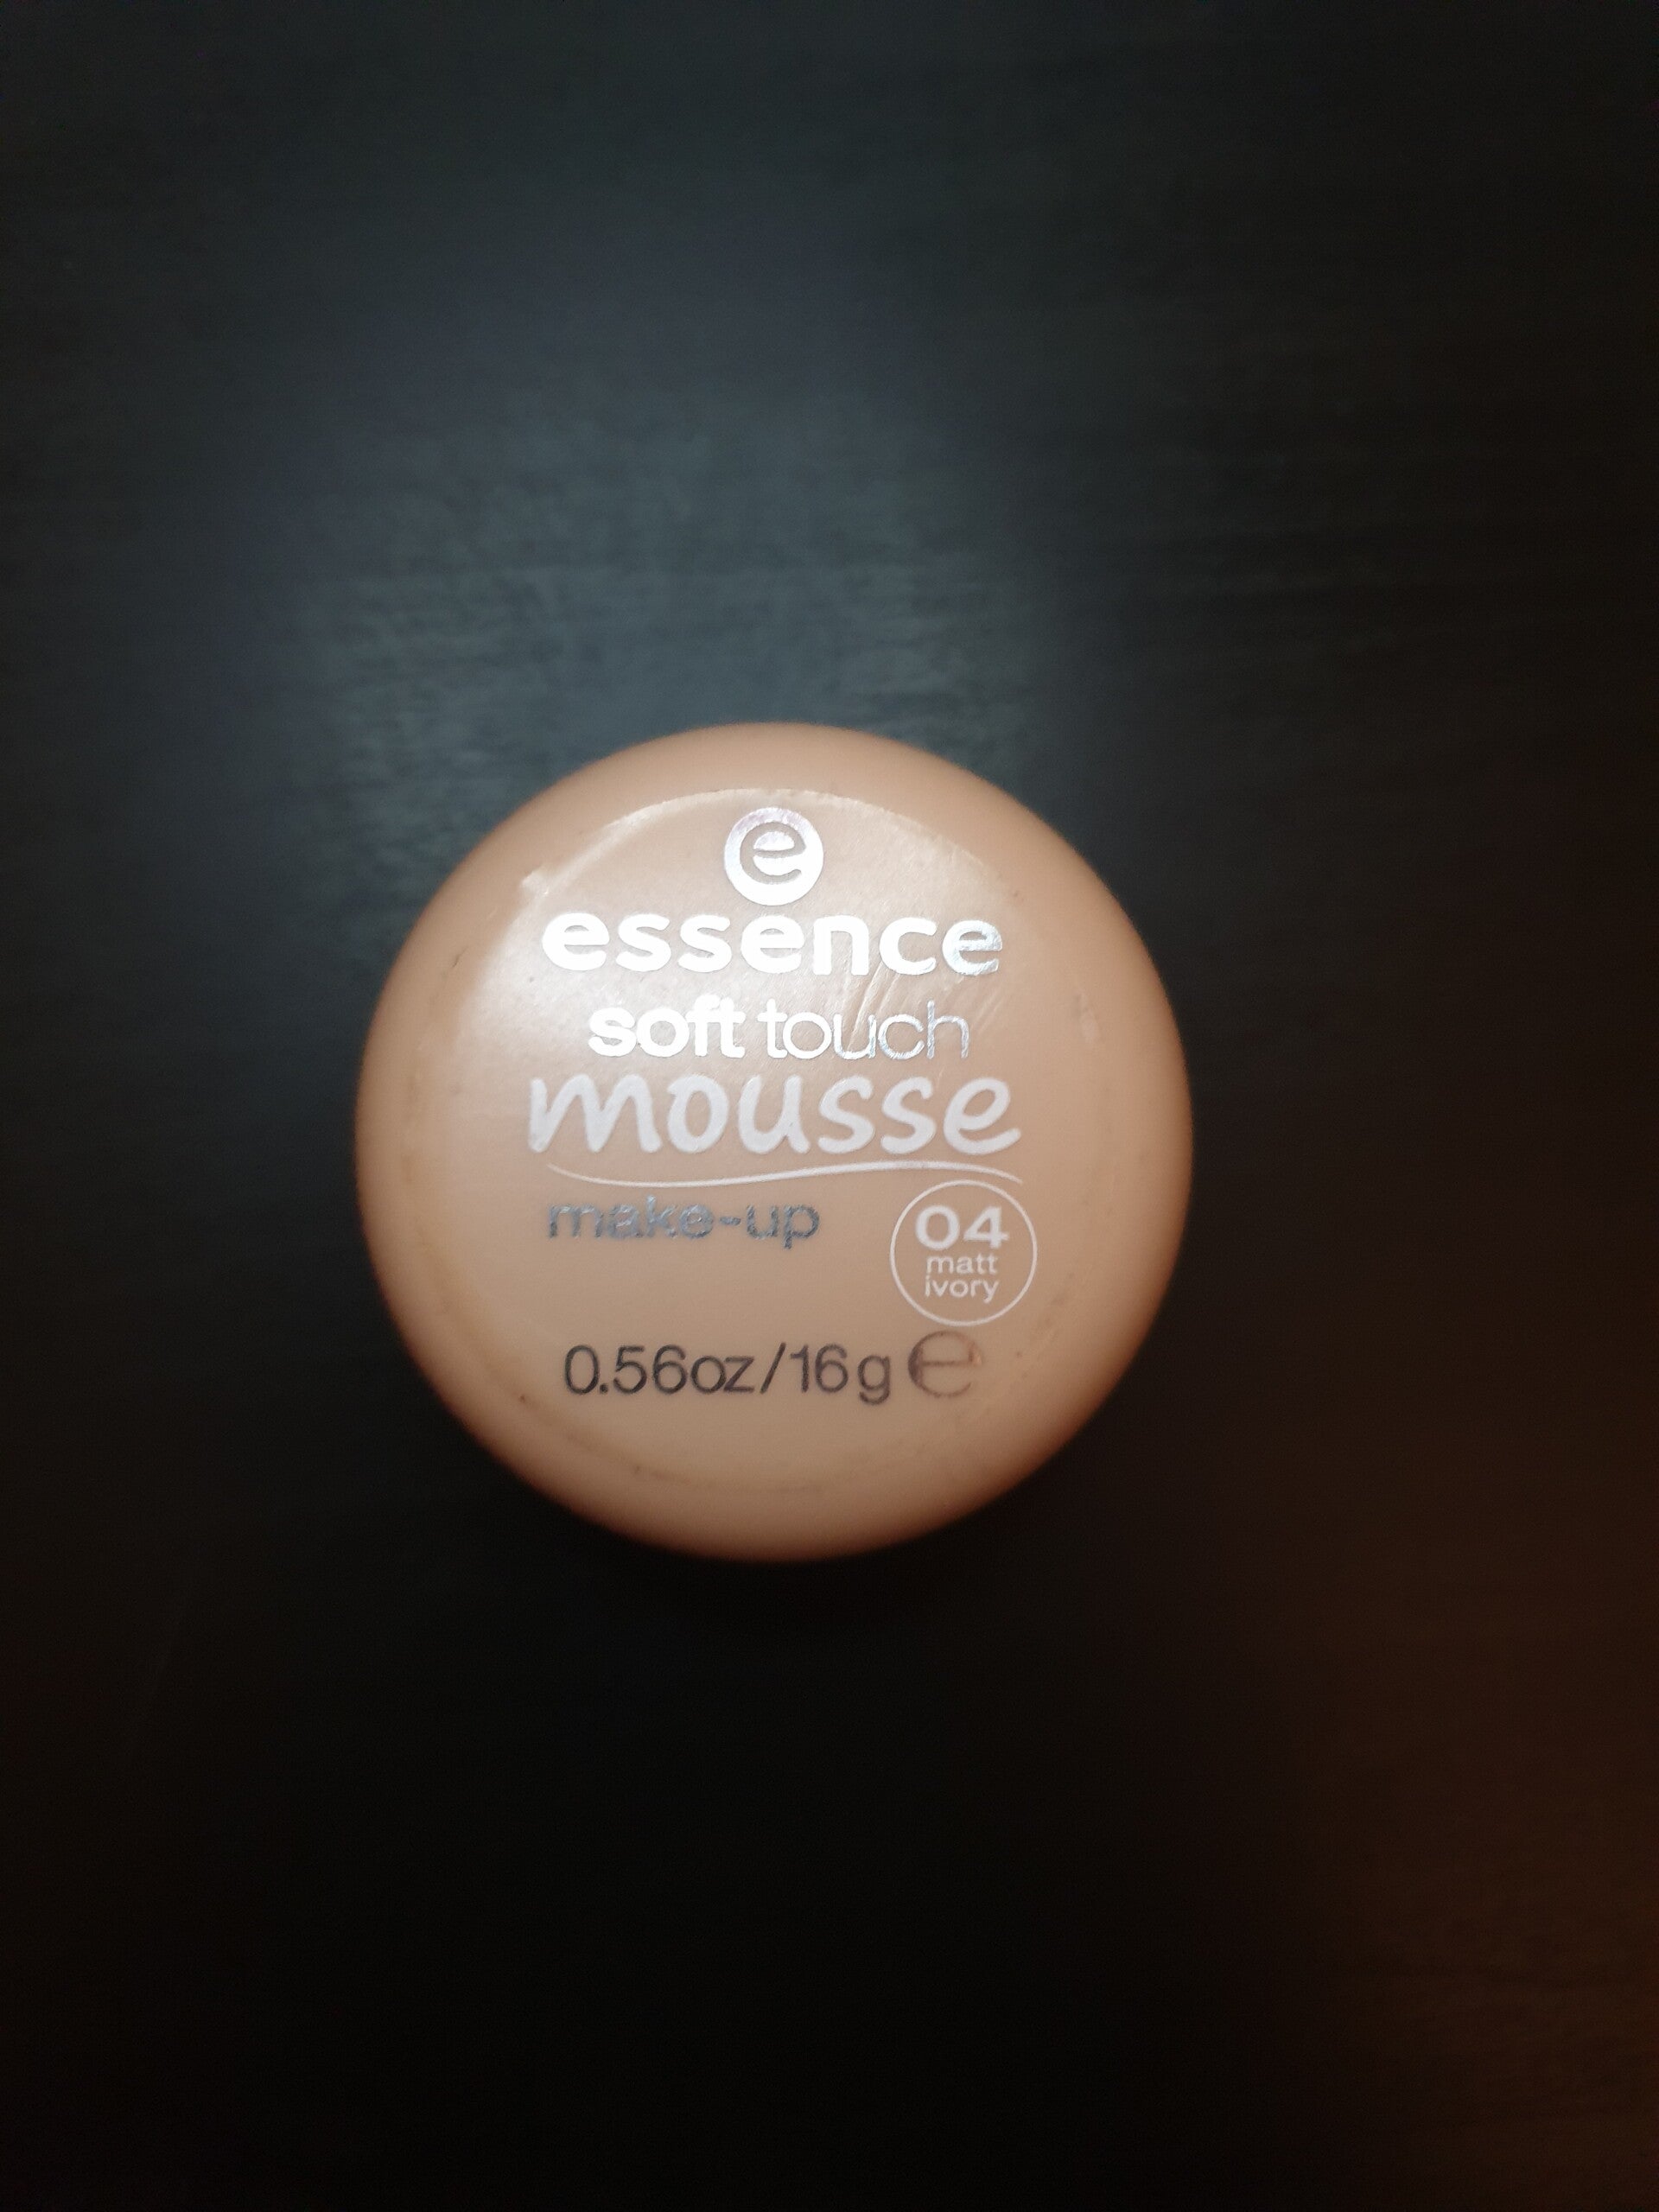 e
essence
soft touch
mousse
make-up
04
matt
ivory
0.56oz/16g ℮